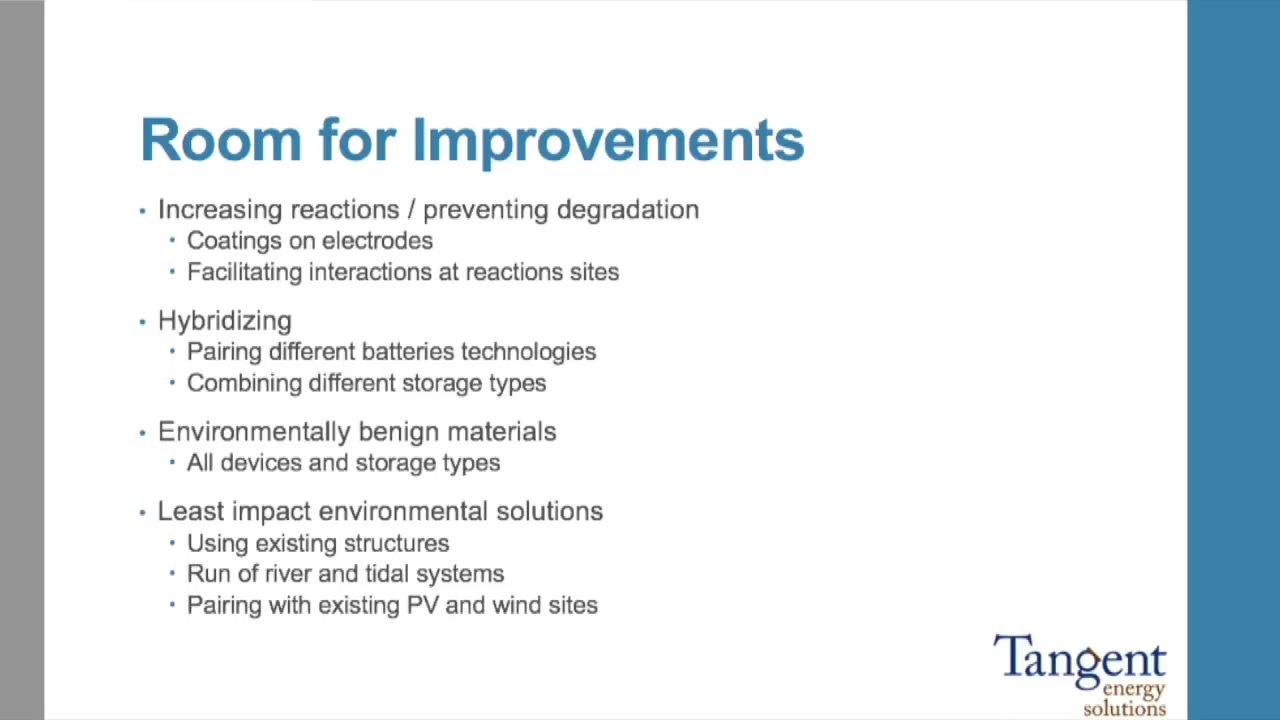 Room for Improvements
• Increasing reactions / preventing degradation
• Coatings on electrodes
• Facilitating interactions at reactions sites
• Hybridizing
• Pairing different batteries technologies
• Combining different storage types
• Environmentally benign materials
• All devices and storage types
• Least impact environmental solutions
• Using existing structures
• Run of river and tidal systems
• Pairing with existing PV and wind sites
Tangent
energy
solutions